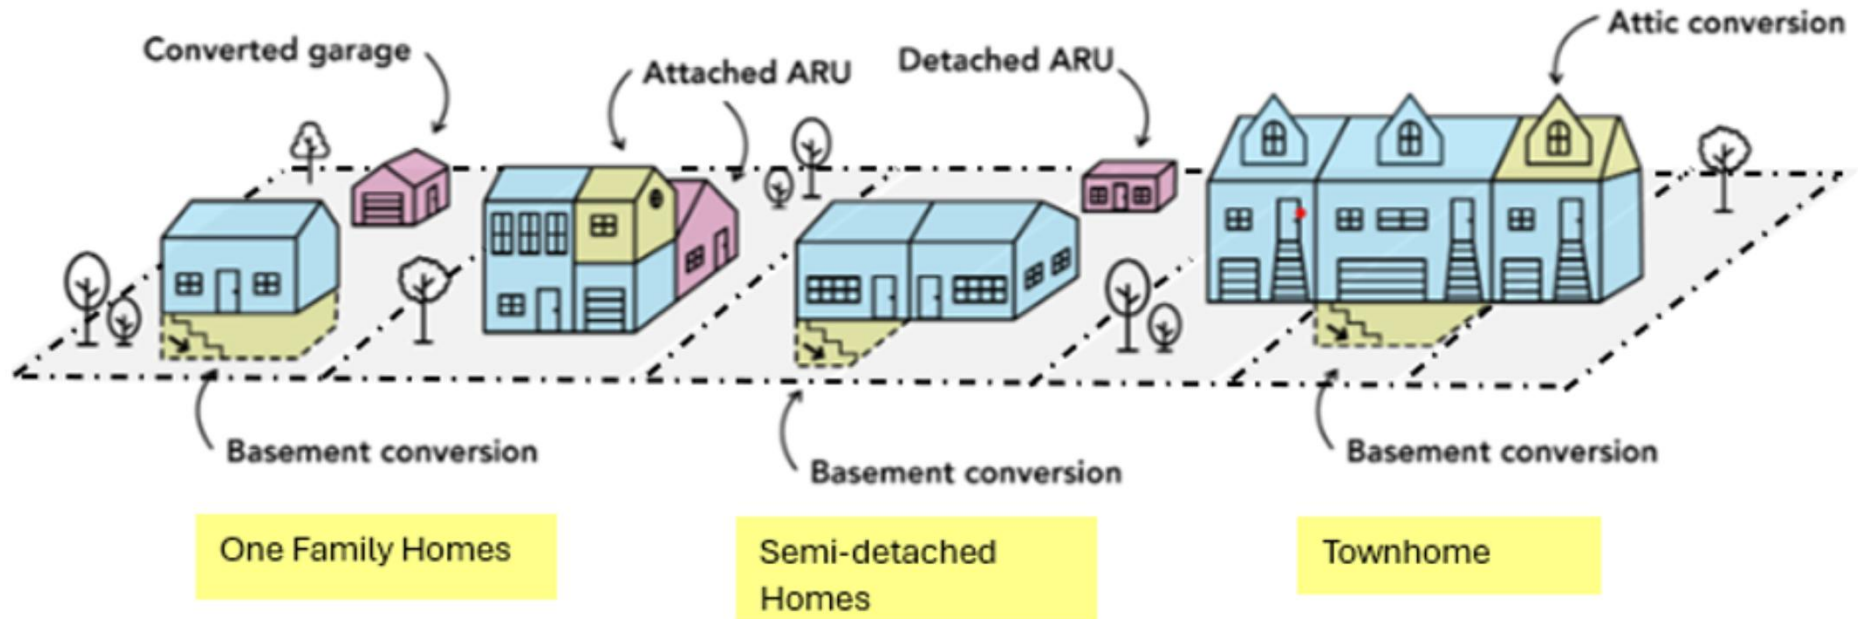 Attic conversion
Converted garage
Attached ARU
Detached ARU
Basement conversion
Basement conversion
Basement conversion
One Family Homes
Semi-detached
Homes
Townhome